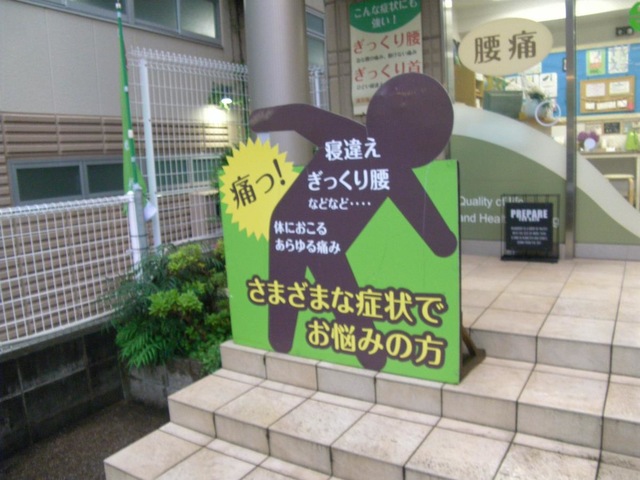 こんな症状にも
強い!
ぎっくり腰
ぎっくり首
腰痛
痛っ!
寝違え
ぎっくり腰
などなど‥‥
体におこる
あらゆる痛み
さまざまな症状で
お悩みの方
Quality of life
and Hea
PREPARE